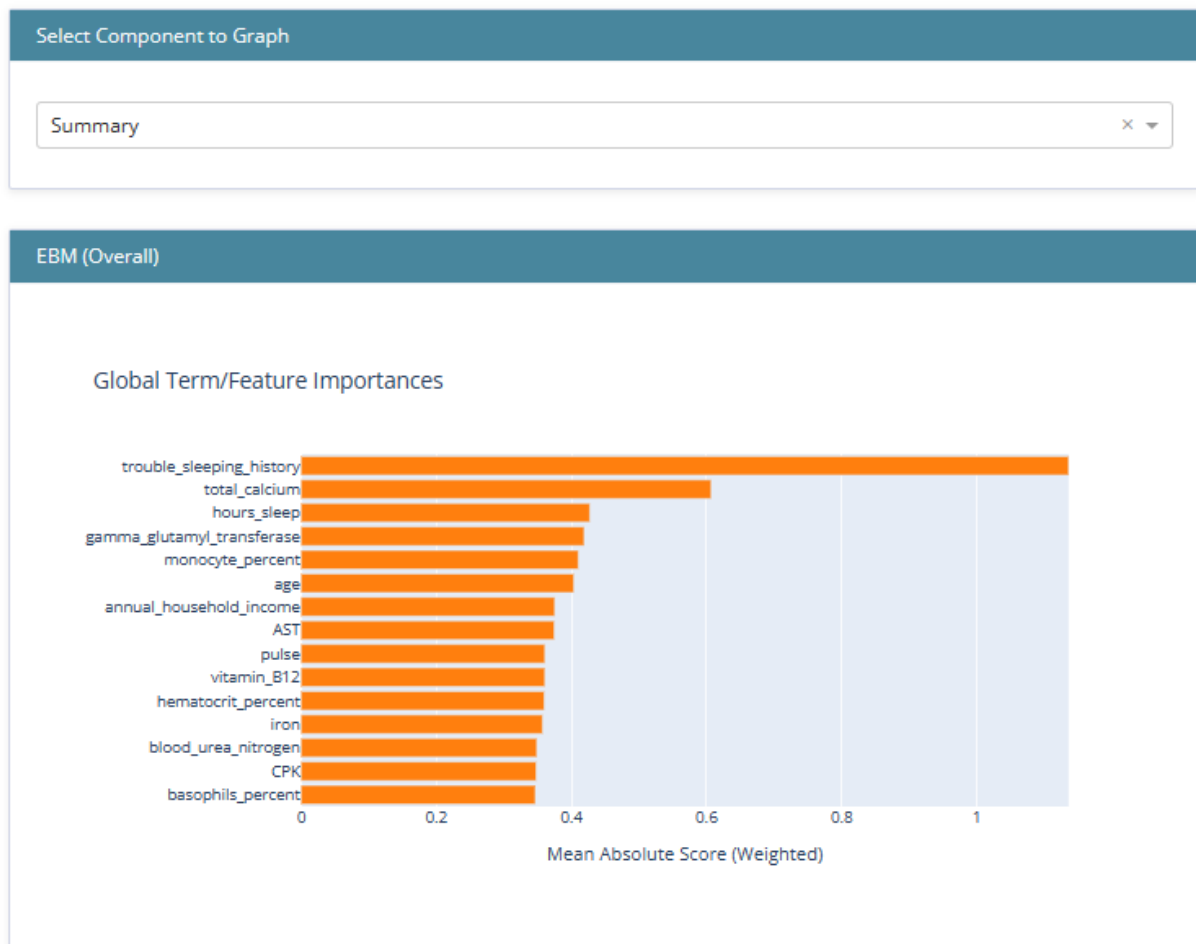 Select Component to Graph
Summary
× 
EBM (Overall)
Global Term/Feature Importances
trouble_sleeping_history
total_calcium
hours_sleep
gamma_glutamyl_transferase
monocyte_percent
age
annual_household_income
AST
pulse
vitamin_B12
hematocrit_percent
iron
blood_urea_nitrogen
CPK
basophils_percent
0 0.2 0.4 0.6 0.8 1
Mean Absolute Score (Weighted)